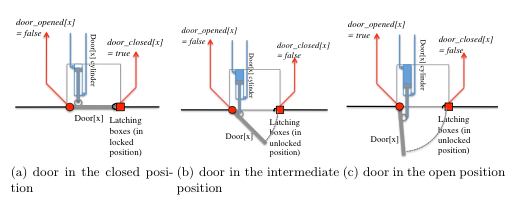 door_opened[x]
= false
door_closed[x]
= true
Door[x] cylinder
Door[x]
Latching
boxes (in
locked
position)
(a) door in the closed posi-
tion
door_opened[x]
= false
door_closed[x]
= false
Door[x] cylinder
Door[x]
Latching
boxes (in
unlocked
position)
(b) door in the intermediate
position
door_opened[x]
= true
door_closed[x]
= false
Door[x] cylinder
Door[x]
Latching
boxes (in
unlocked
position)
(c) door in the open position